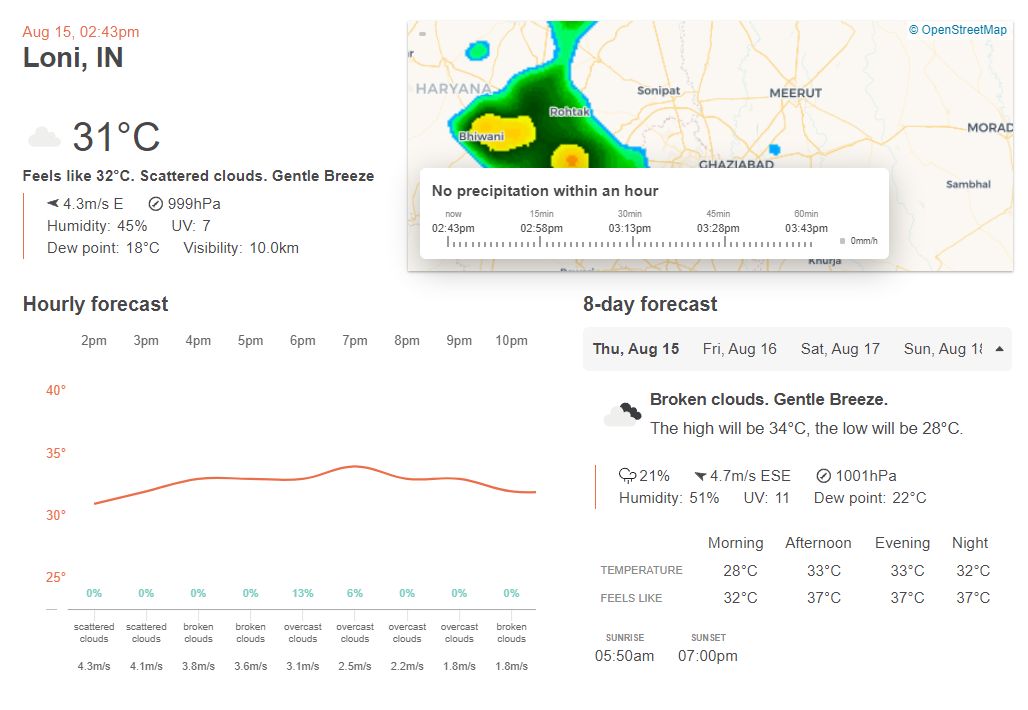 Aug 15, 02:43pm
Loni, IN
31°C
Feels like 32°C. Scattered clouds. Gentle Breeze
4.3m/s E 999hPa
Humidity: 45% UV: 7
Dew point: 18°C Visibility: 10.0km
© OpenStreetMap
HARYANA
Sonipat
MEERUT
Rohtak
Bhiwani
MORAD
GHAZIABAD
Sambhal
No precipitation within an hour
now 15min 30min 45min 60min
02:43pm 02:58pm 03:13pm 03:28pm 03:43pm
0mm/h
Khurja
Hourly forecast
2pm 3pm 4pm 5pm 6pm 7pm 8pm 9pm 10pm
40°
35°
30°
25°
0% 0% 0% 0% 13% 6% 0% 0% 0%
scattered clouds scattered clouds broken clouds broken clouds overcast clouds overcast clouds overcast clouds overcast clouds broken clouds
4.3m/s 4.1m/s 3.8m/s 3.6m/s 3.1m/s 2.5m/s 2.2m/s 1.8m/s 1.8m/s
8-day forecast
Thu, Aug 15 Fri, Aug 16 Sat, Aug 17 Sun, Aug 18
Broken clouds. Gentle Breeze.
The high will be 34°C, the low will be 28°C.
21% 4.7m/s ESE 1001hPa
Humidity: 51% UV: 11 Dew point: 22°C
Morning Afternoon Evening Night
TEMPERATURE 28°C 33°C 33°C 32°C
FEELS LIKE 32°C 37°C 37°C 37°C
SUNRISE SUNSET
05:50am 07:00pm